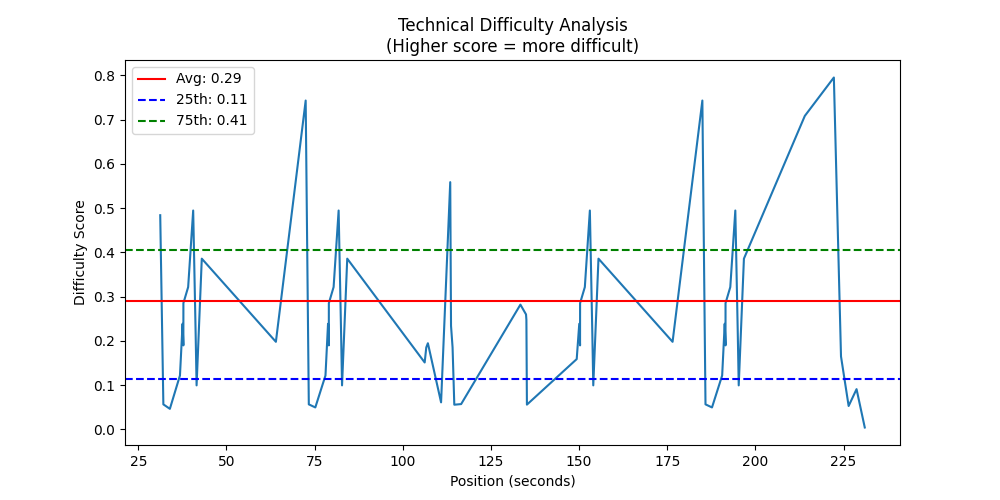 Technical Difficulty Analysis
(Higher score = more difficult)
Avg: 0.29
25th: 0.11
75th: 0.41
Difficulty Score
0.8
0.7
0.6
0.5
0.4
0.3
0.2
0.1
0.0
25 50 75 100 125 150 175 200 225
Position (seconds)